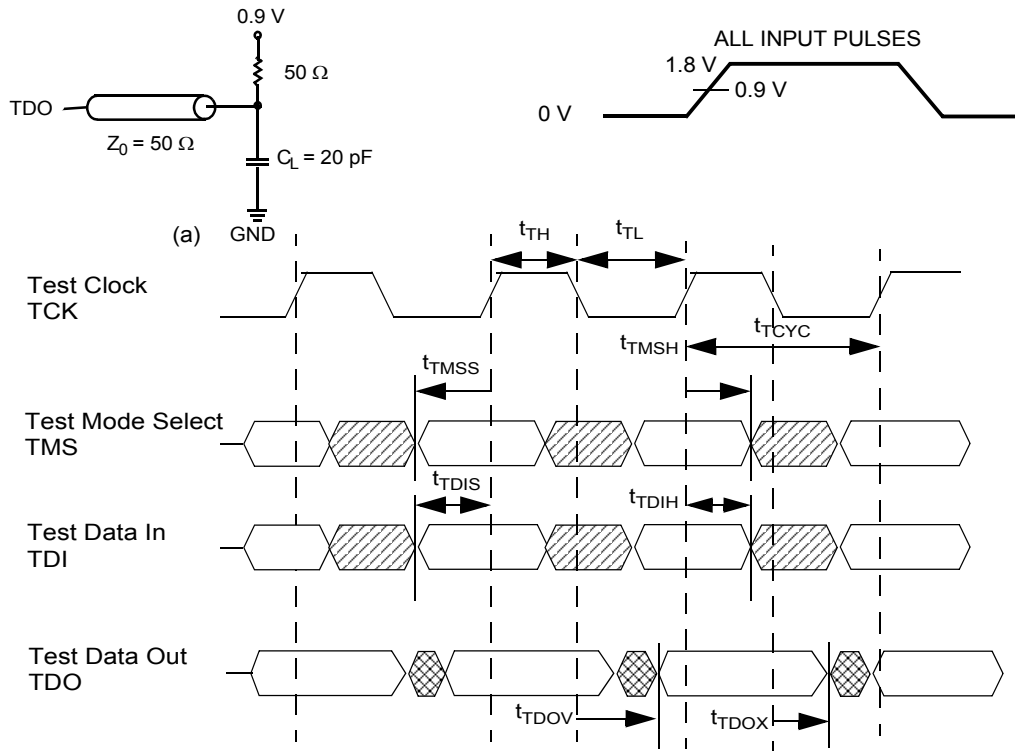 0.9 V
50 Ω
TDO
Z0 = 50 Ω
CL = 20 pF
(a)
GND
ALL INPUT PULSES
1.8 V
0.9 V
0 V
tTH
tTL
Test Clock
TCK
tTCYC
tTMSH
tTMSS
Test Mode Select
TMS
tTDIS
tTDIH
Test Data In
TDI
Test Data Out
TDO
tTDOV
tTDOX